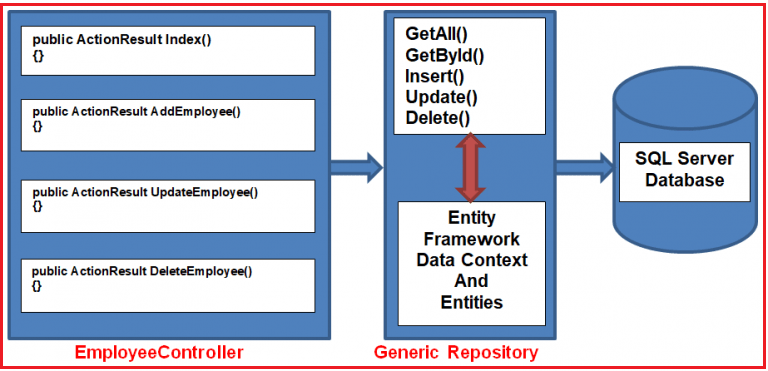 public ActionResult Index()
{}
public ActionResult AddEmployee()
{}
public ActionResult UpdateEmployee()
{}
public ActionResult DeleteEmployee()
{}
EmployeeController
GetAll()
GetById()
Insert()
Update()
Delete()
Entity
Framework
Data Context
And
Entities
Generic Repository
SQL Server
Database